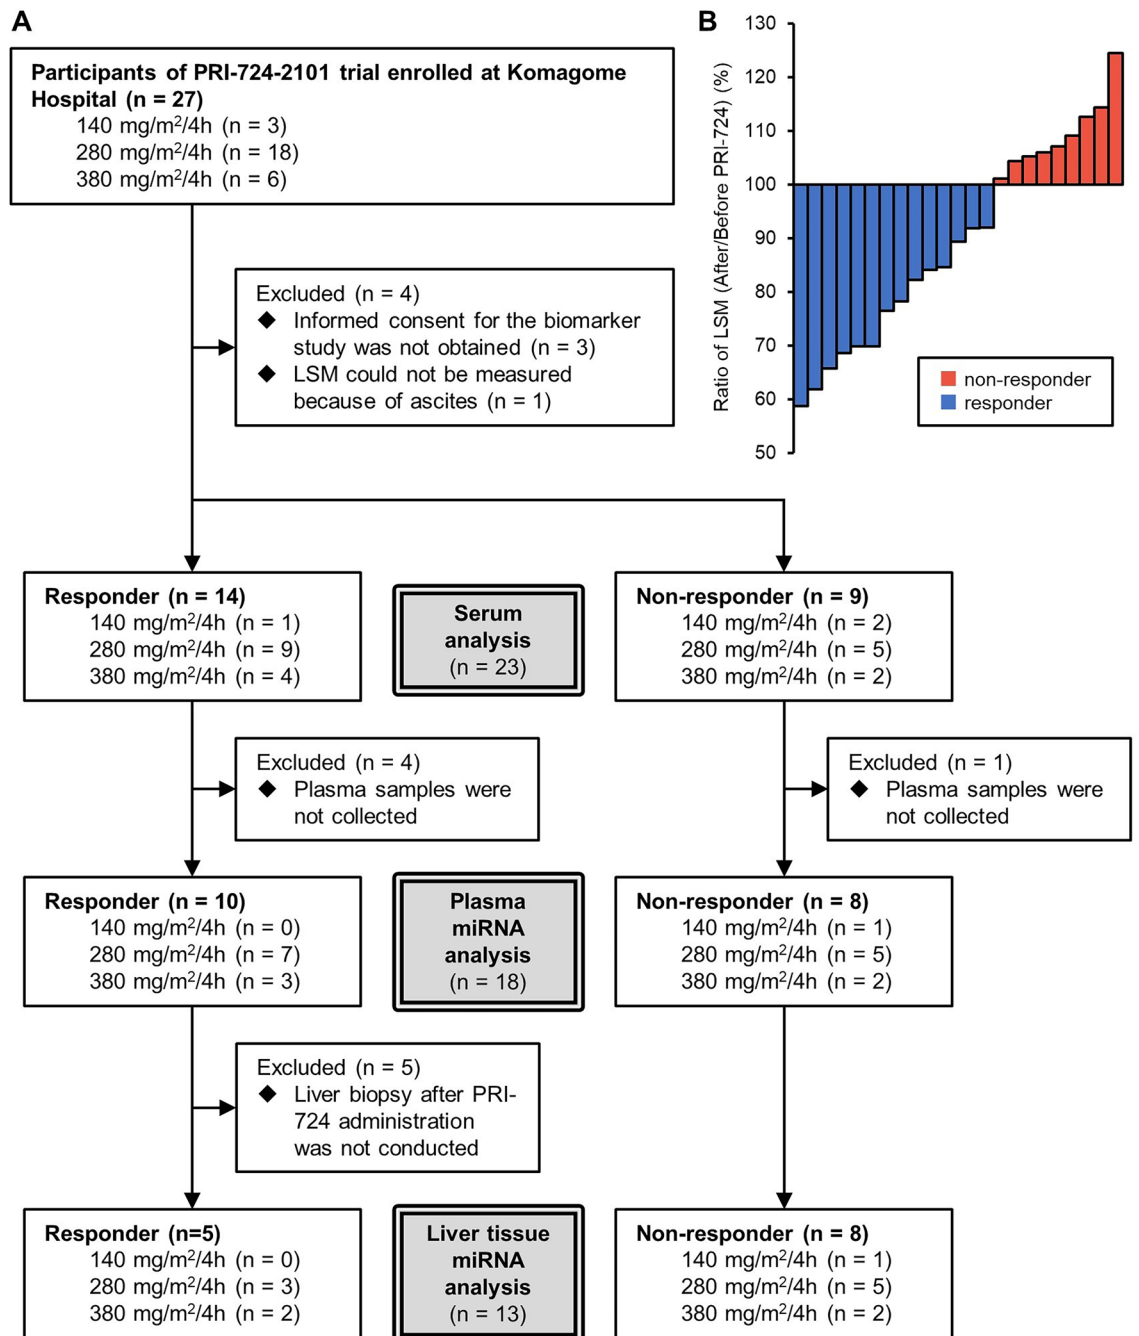 A
Participants of PRI-724-2101 trial enrolled at Komagome
Hospital (n = 27)
140 mg/m²/4h (n = 3)
280 mg/m²/4h (n = 18)
380 mg/m²/4h (n = 6)
Excluded (n = 4)
◆ Informed consent for the biomarker
study was not obtained (n = 3)
◆ LSM could not be measured
because of ascites (n = 1)
B
Ratio of LSM (After/Before PRI-724) (%)
130
120
110
100
90
80
70
60
50
non-responder
responder
Responder (n = 14)
140 mg/m²/4h (n = 1)
280 mg/m²/4h (n = 9)
380 mg/m²/4h (n = 4)
Serum
analysis
(n = 23)
Non-responder (n = 9)
140 mg/m²/4h (n = 2)
280 mg/m²/4h (n = 5)
380 mg/m²/4h (n = 2)
Excluded (n = 4)
◆ Plasma samples were
not collected
Excluded (n = 1)
◆ Plasma samples were
not collected
Responder (n = 10)
140 mg/m²/4h (n = 0)
280 mg/m²/4h (n = 7)
380 mg/m²/4h (n = 3)
Plasma
miRNA
analysis
(n = 18)
Non-responder (n = 8)
140 mg/m²/4h (n = 1)
280 mg/m²/4h (n = 5)
380 mg/m²/4h (n = 2)
Excluded (n = 5)
◆ Liver biopsy after PRI-
724 administration
was not conducted
Responder (n=5)
140 mg/m²/4h (n = 0)
280 mg/m²/4h (n = 3)
380 mg/m²/4h (n = 2)
Liver tissue
miRNA
analysis
(n = 13)
Non-responder (n = 8)
140 mg/m²/4h (n = 1)
280 mg/m²/4h (n = 5)
380 mg/m²/4h (n = 2)